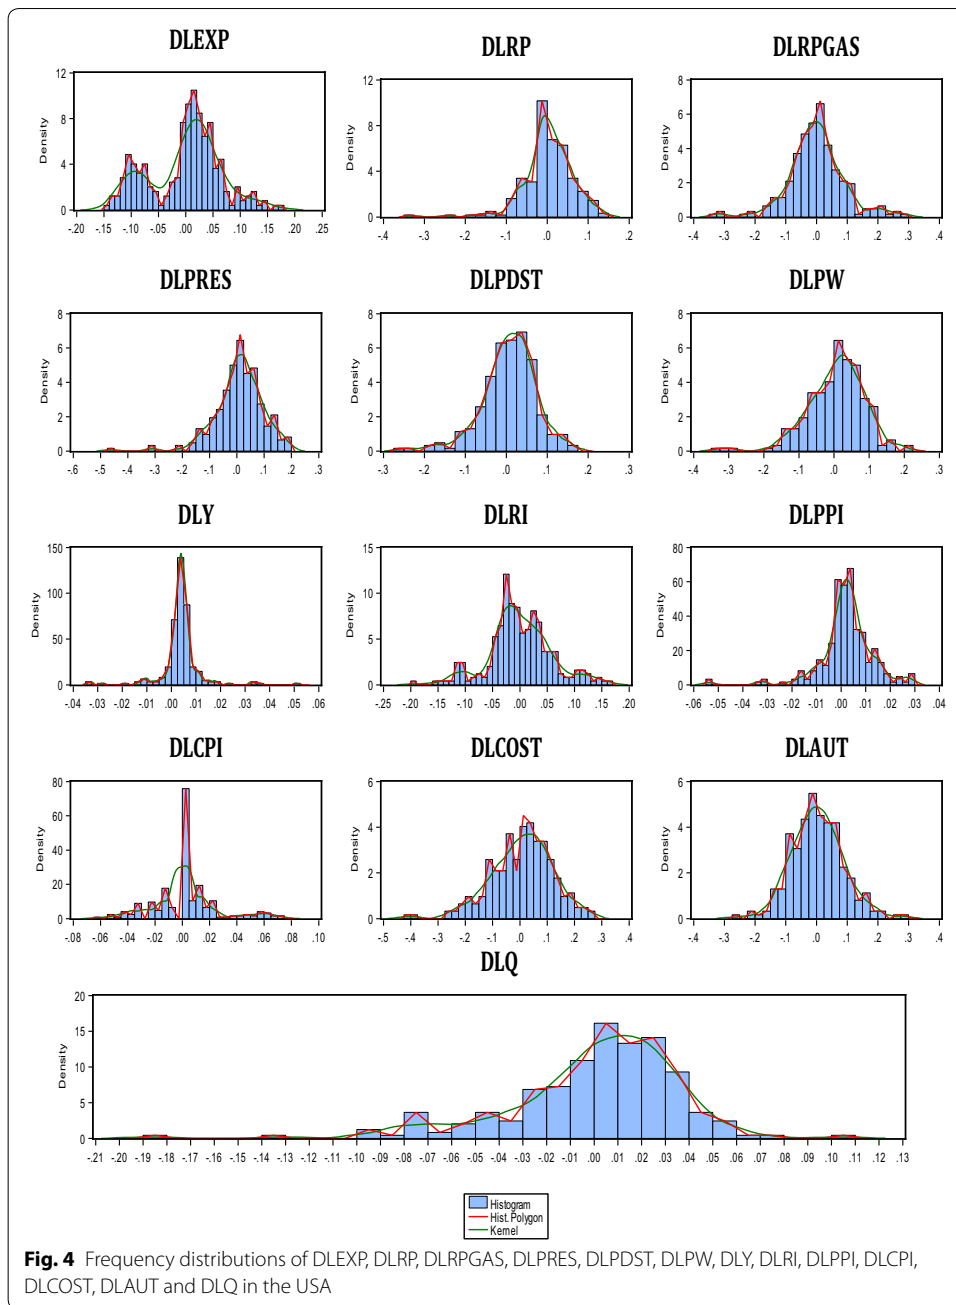 DLEXP DLRP DLRPGAS
12 12 8
8 8 6
4 4 4
0 0 2
0
Density Density Density
-.20 -.15 -.10 -.05 .00 .05 .10 .15 .20 .25 -.4 -.3 -.2 -.1 .0 .1 .2 -.4 -.3 -.2 -.1 .0 .1 .2 .3 .4
DLPRES DLPDST DLPW
8 8 8
6 6 6
4 4 4
2 2 2
0 0 0
Density Density Density
-.6 -.5 -.4 -.3 -.2 -.1 .0 .1 .2 .3 -.3 -.2 -.1 .0 .1 .2 .3 -.4 -.3 -.2 -.1 .0 .1 .2 .3
DLY DLRI DLPPI
150 15 80
100 10 60
50 5 40
0 0 20
0
Density Density Density
-.04 -.03 -.02 -.01 .00 .01 .02 .03 .04 .05 .06 -.25 -.20 -.15 -.10 -.05 .00 .05 .10 .15 .20 -.06 -.05 -.04 -.03 -.02 -.01 .00 .01 .02 .03 .04
DLCPI DLCOST DLAUT
80 6 6
60 4 4
40 2 2
20 0 0
0
Density Density Density
-.08 -.06 -.04 -.02 .00 .02 .04 .06 .08 .10 -.5 -.4 -.3 -.2 -.1 .0 .1 .2 .3 .4 -.4 -.3 -.2 -.1 .0 .1 .2 .3 .4
DLQ
20
15
10
5
0
Density
-.21 -.20 -.19 -.18 -.17 -.16 -.15 -.14 -.13 -.12 -.11 -.10 -.09 -.08 -.07 -.06 -.05 -.04 -.03 -.02 -.01 .00 .01 .02 .03 .04 .05 .06 .07 .08 .09 .10 .11 .12 .13
Histogram
Hist. Polygon
Kernel
Fig. 4 Frequency distributions of DLEXP, DLRP, DLRPGAS, DLPRES, DLPDST, DLPW, DLY, DLRI, DLPPI, DLCPI,
DLCOST, DLAUT and DLQ in the USA